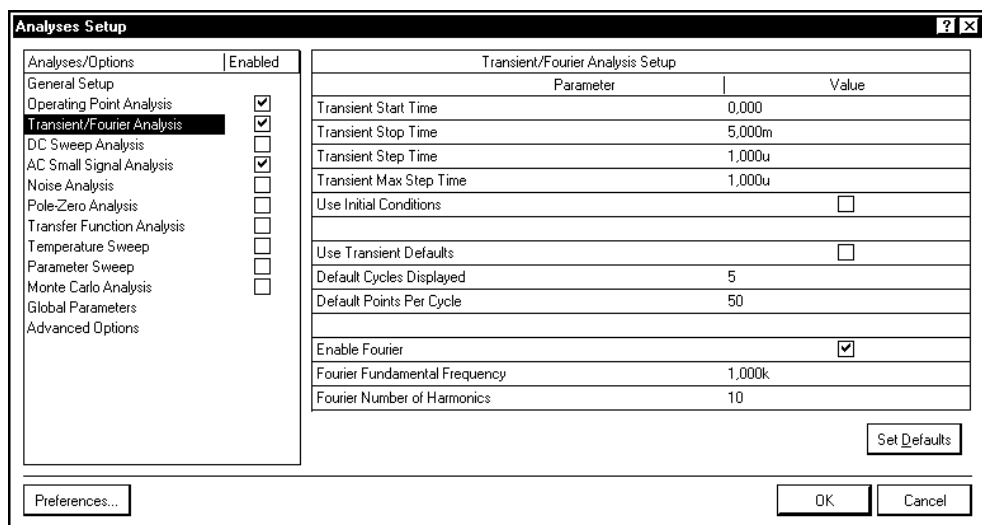 Analyses Setup
Analyses/Options Enabled
General Setup
Operating Point Analysis
Transient/Fourier Analysis
DC Sweep Analysis
AC Small Signal Analysis
Noise Analysis
Pole-Zero Analysis
Transfer Function Analysis
Temperature Sweep
Parameter Sweep
Monte Carlo Analysis
Global Parameters
Advanced Options
Transient/Fourier Analysis Setup
Parameter Value
Transient Start Time 0,000
Transient Stop Time 5,000m
Transient Step Time 1,000u
Transient Max Step Time 1,000u
Use Initial Conditions
Use Transient Defaults
Default Cycles Displayed 5
Default Points Per Cycle 50
Enable Fourier
Fourier Fundamental Frequency 1,000k
Fourier Number of Harmonics 10
Set Defaults
Preferences... OK Cancel